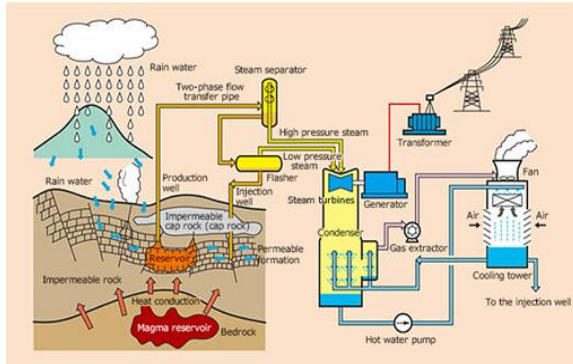 Rain water
Steam separator
Two-phase flow
transfer pipe
High pressure steam
Transformer
Low pressure
steam
Flasher
Fan
Rain water
Production
well
Injection
well
Steam turbines
Generator
Impermeable
cap rock (cap rock)
Condenser
Gas extractor
Air
Air
Reservoir
Permeable
formation
Cooling tower
Impermeable rock
Heat conduction
To the injection well
Magma reservoir
Bedrock
Hot water pump